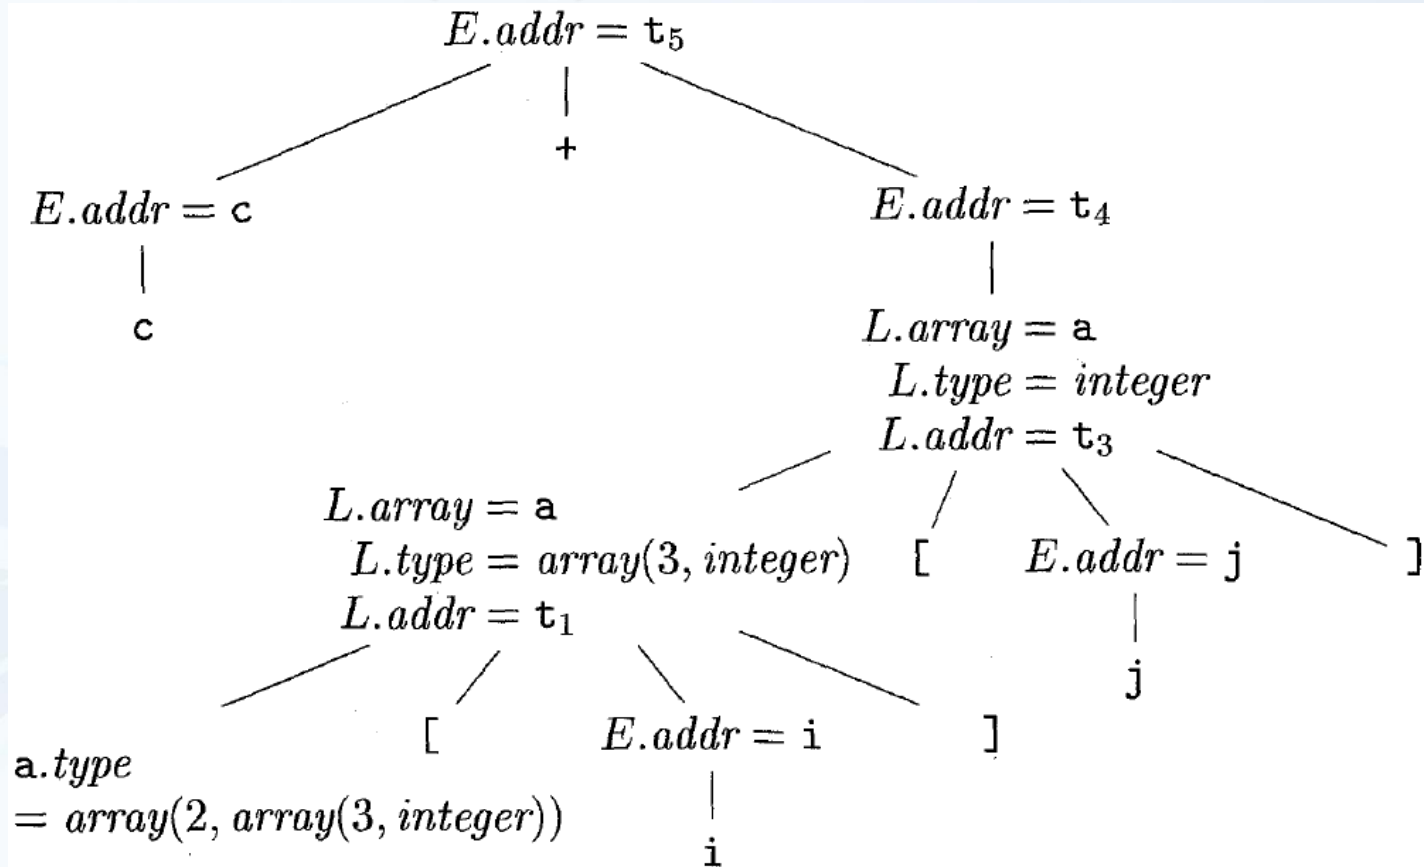 E.addr = t₅
+
E.addr = c
E.addr = t₄
c
L.array = a
L.type = integer
L.addr = t₃
L.array = a
L.type = array(3, integer)
[
E.addr = j
]
L.addr = t₁
j
[
E.addr = i
]
a.type
= array(2, array(3, integer))
i